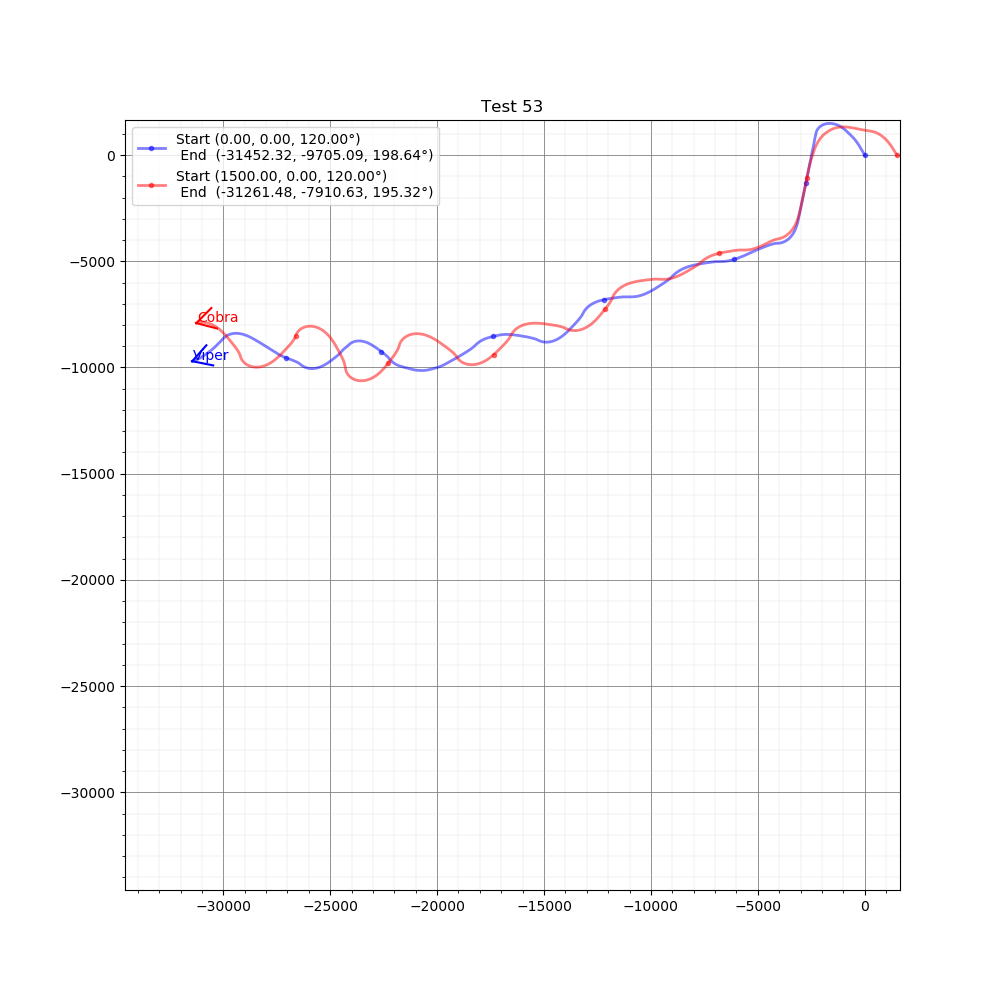 Test 53
Start (0.00, 0.00, 120.00°)
End (-31452.32, -9705.09, 198.64°)
Start (1500.00, 0.00, 120.00°)
End (-31261.48, -7910.63, 195.32°)
0
−5000
−10000
−15000
−20000
−25000
−30000
Cobra
Viper
−30000
−25000
−20000
−15000
−10000
−5000
0